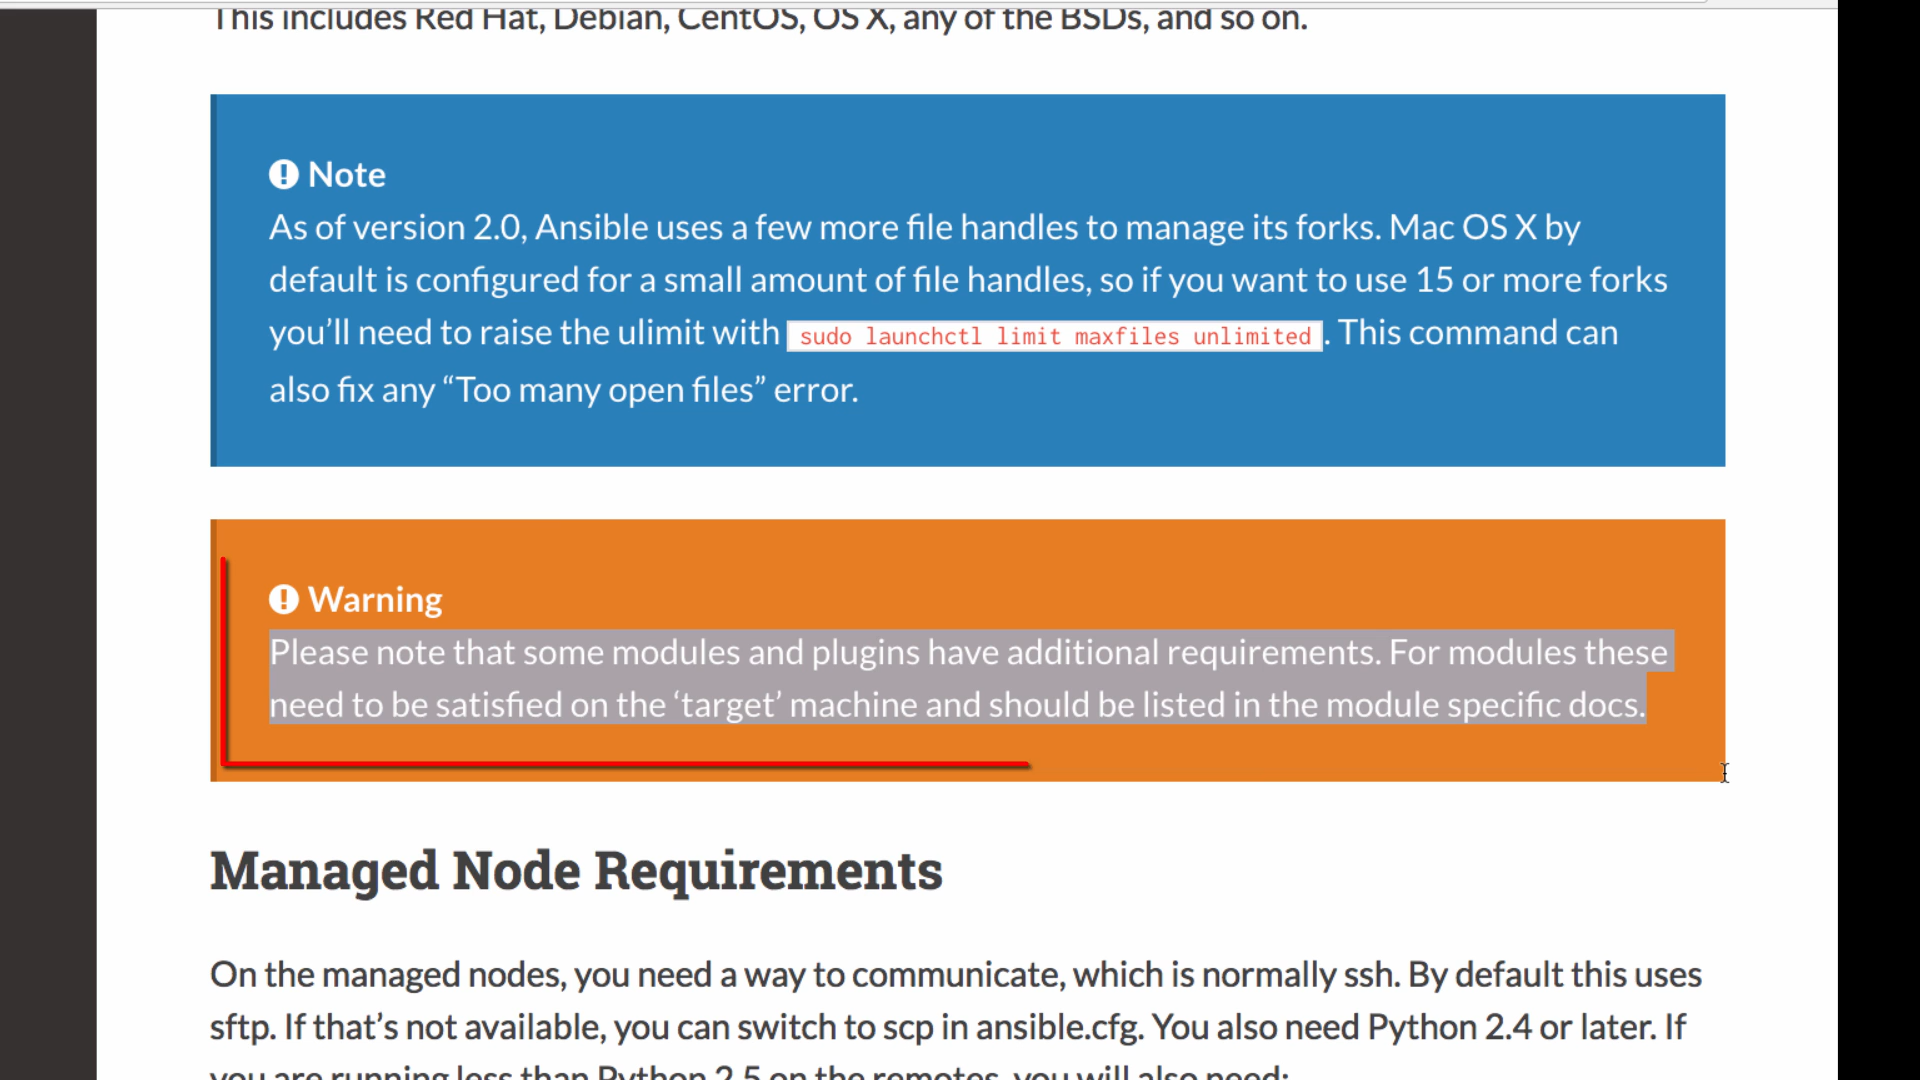 This includes Red Hat, Debian, CentOS, OS X, any of the BSDs, and so on.
Note
As of version 2.0, Ansible uses a few more file handles to manage its forks. Mac OS X by
default is configured for a small amount of file handles, so if you want to use 15 or more forks
you’ll need to raise the ulimit with sudo launchctl limit maxfiles unlimited. This command can
also fix any “Too many open files” error.
Warning
Please note that some modules and plugins have additional requirements. For modules these
need to be satisfied on the ‘target’ machine and should be listed in the module specific docs.
Managed Node Requirements
On the managed nodes, you need a way to communicate, which is normally ssh. By default this uses
sftp. If that’s not available, you can switch to scp in ansible.cfg. You also need Python 2.4 or later. If
you are running less than Python 2.5 on the remotes, you will also need: